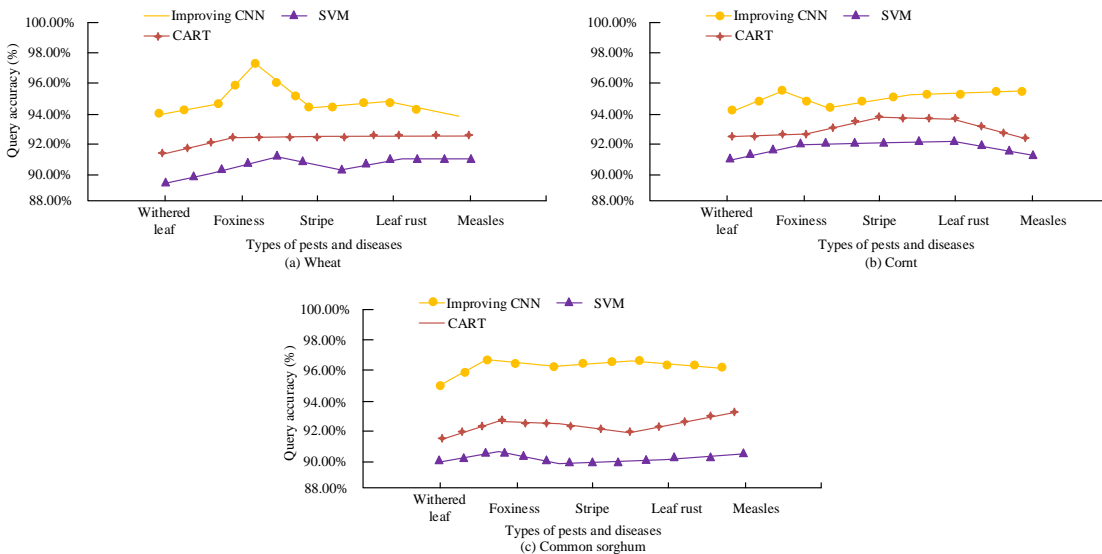 Improving CNN
SVM
CART
100.00%
98.00%
96.00%
94.00%
92.00%
90.00%
88.00%
Query accuracy (%)
Withered
leaf
Foxiness
Stripe
Leaf rust
Measles
Types of pests and diseases
(a) Wheat
Improving CNN
SVM
CART
100.00%
98.00%
96.00%
94.00%
92.00%
90.00%
88.00%
Query accuracy (%)
Withered
leaf
Foxiness
Stripe
Leaf rust
Measles
Types of pests and diseases
(b) Cornt
Improving CNN
SVM
CART
100.00%
98.00%
96.00%
94.00%
92.00%
90.00%
88.00%
Query accuracy (%)
Withered
leaf
Foxiness
Stripe
Leaf rust
Measles
Types of pests and diseases
(c) Common sorghum